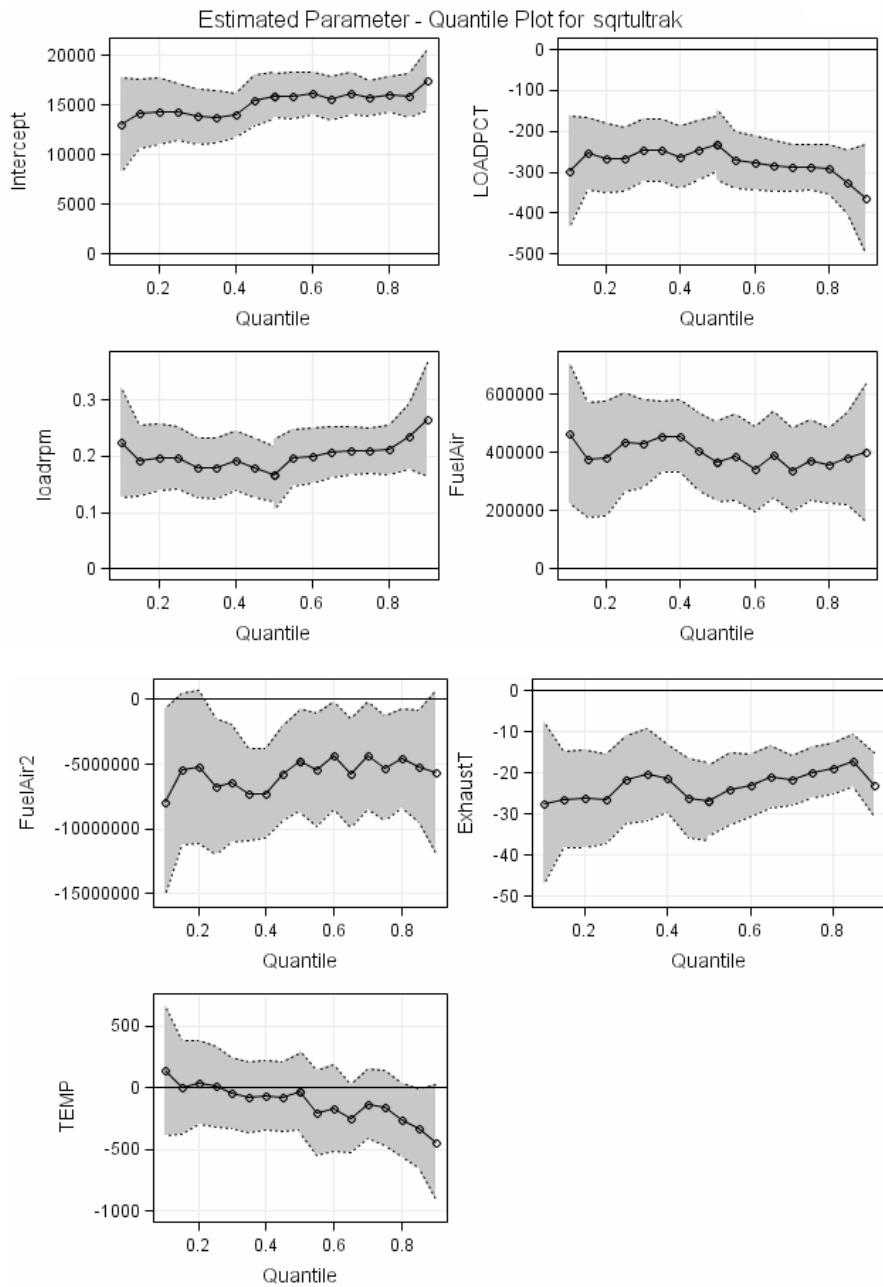 Estimated Parameter - Quantile Plot for sqrtultrak
20000
15000
10000
5000
0
Intercept
0.2 0.4 0.6 0.8
Quantile
0
-100
-200
-300
-400
-500
LOADPCT
0.2 0.4 0.6 0.8
Quantile
0.3
0.2
0.1
0
loadrpm
0.2 0.4 0.6 0.8
Quantile
600000
400000
200000
0
FuelAir
0.2 0.4 0.6 0.8
Quantile
0
-5000000
-10000000
-15000000
FuelAir2
0.2 0.4 0.6 0.8
Quantile
0
-10
-20
-30
-40
-50
ExhaustT
0.2 0.4 0.6 0.8
Quantile
500
0
-500
-1000
TEMP
0.2 0.4 0.6 0.8
Quantile